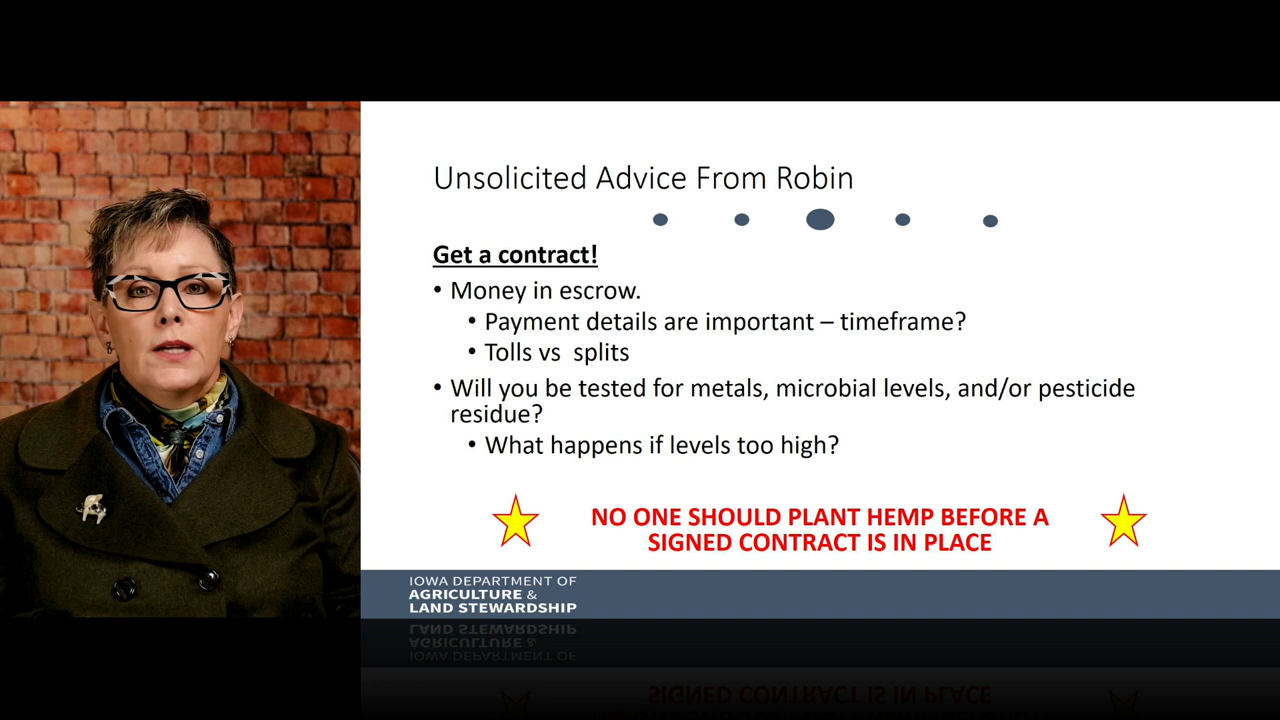 Unsolicited Advice From Robin
Get a contract!
• Money in escrow.
• Payment details are important – timeframe?
• Tolls vs  splits
• Will you be tested for metals, microbial levels, and/or pesticide
residue?
• What happens if levels too high?
NO ONE SHOULD PLANT HEMP BEFORE A
SIGNED CONTRACT IS IN PLACE
IOWA DEPARTMENT OF
AGRICULTURE &
LAND STEWARDSHIP